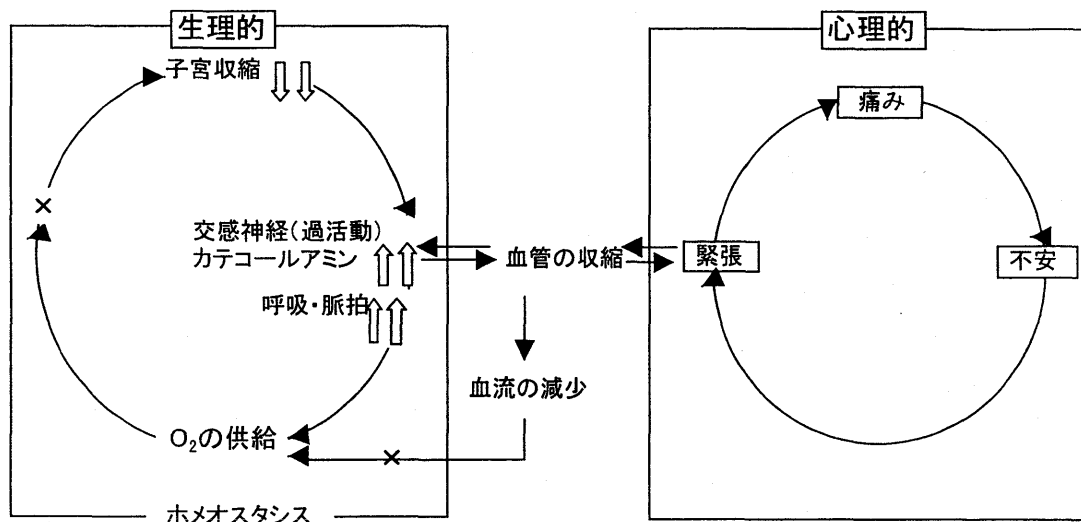 生理的
子宮収縮
交感神経(過活動)
カテコールアミン
呼吸・脈拍
O₂の供給
ホメオスタシス
血管の収縮
血流の減少
心理的
痛み
緊張
不安